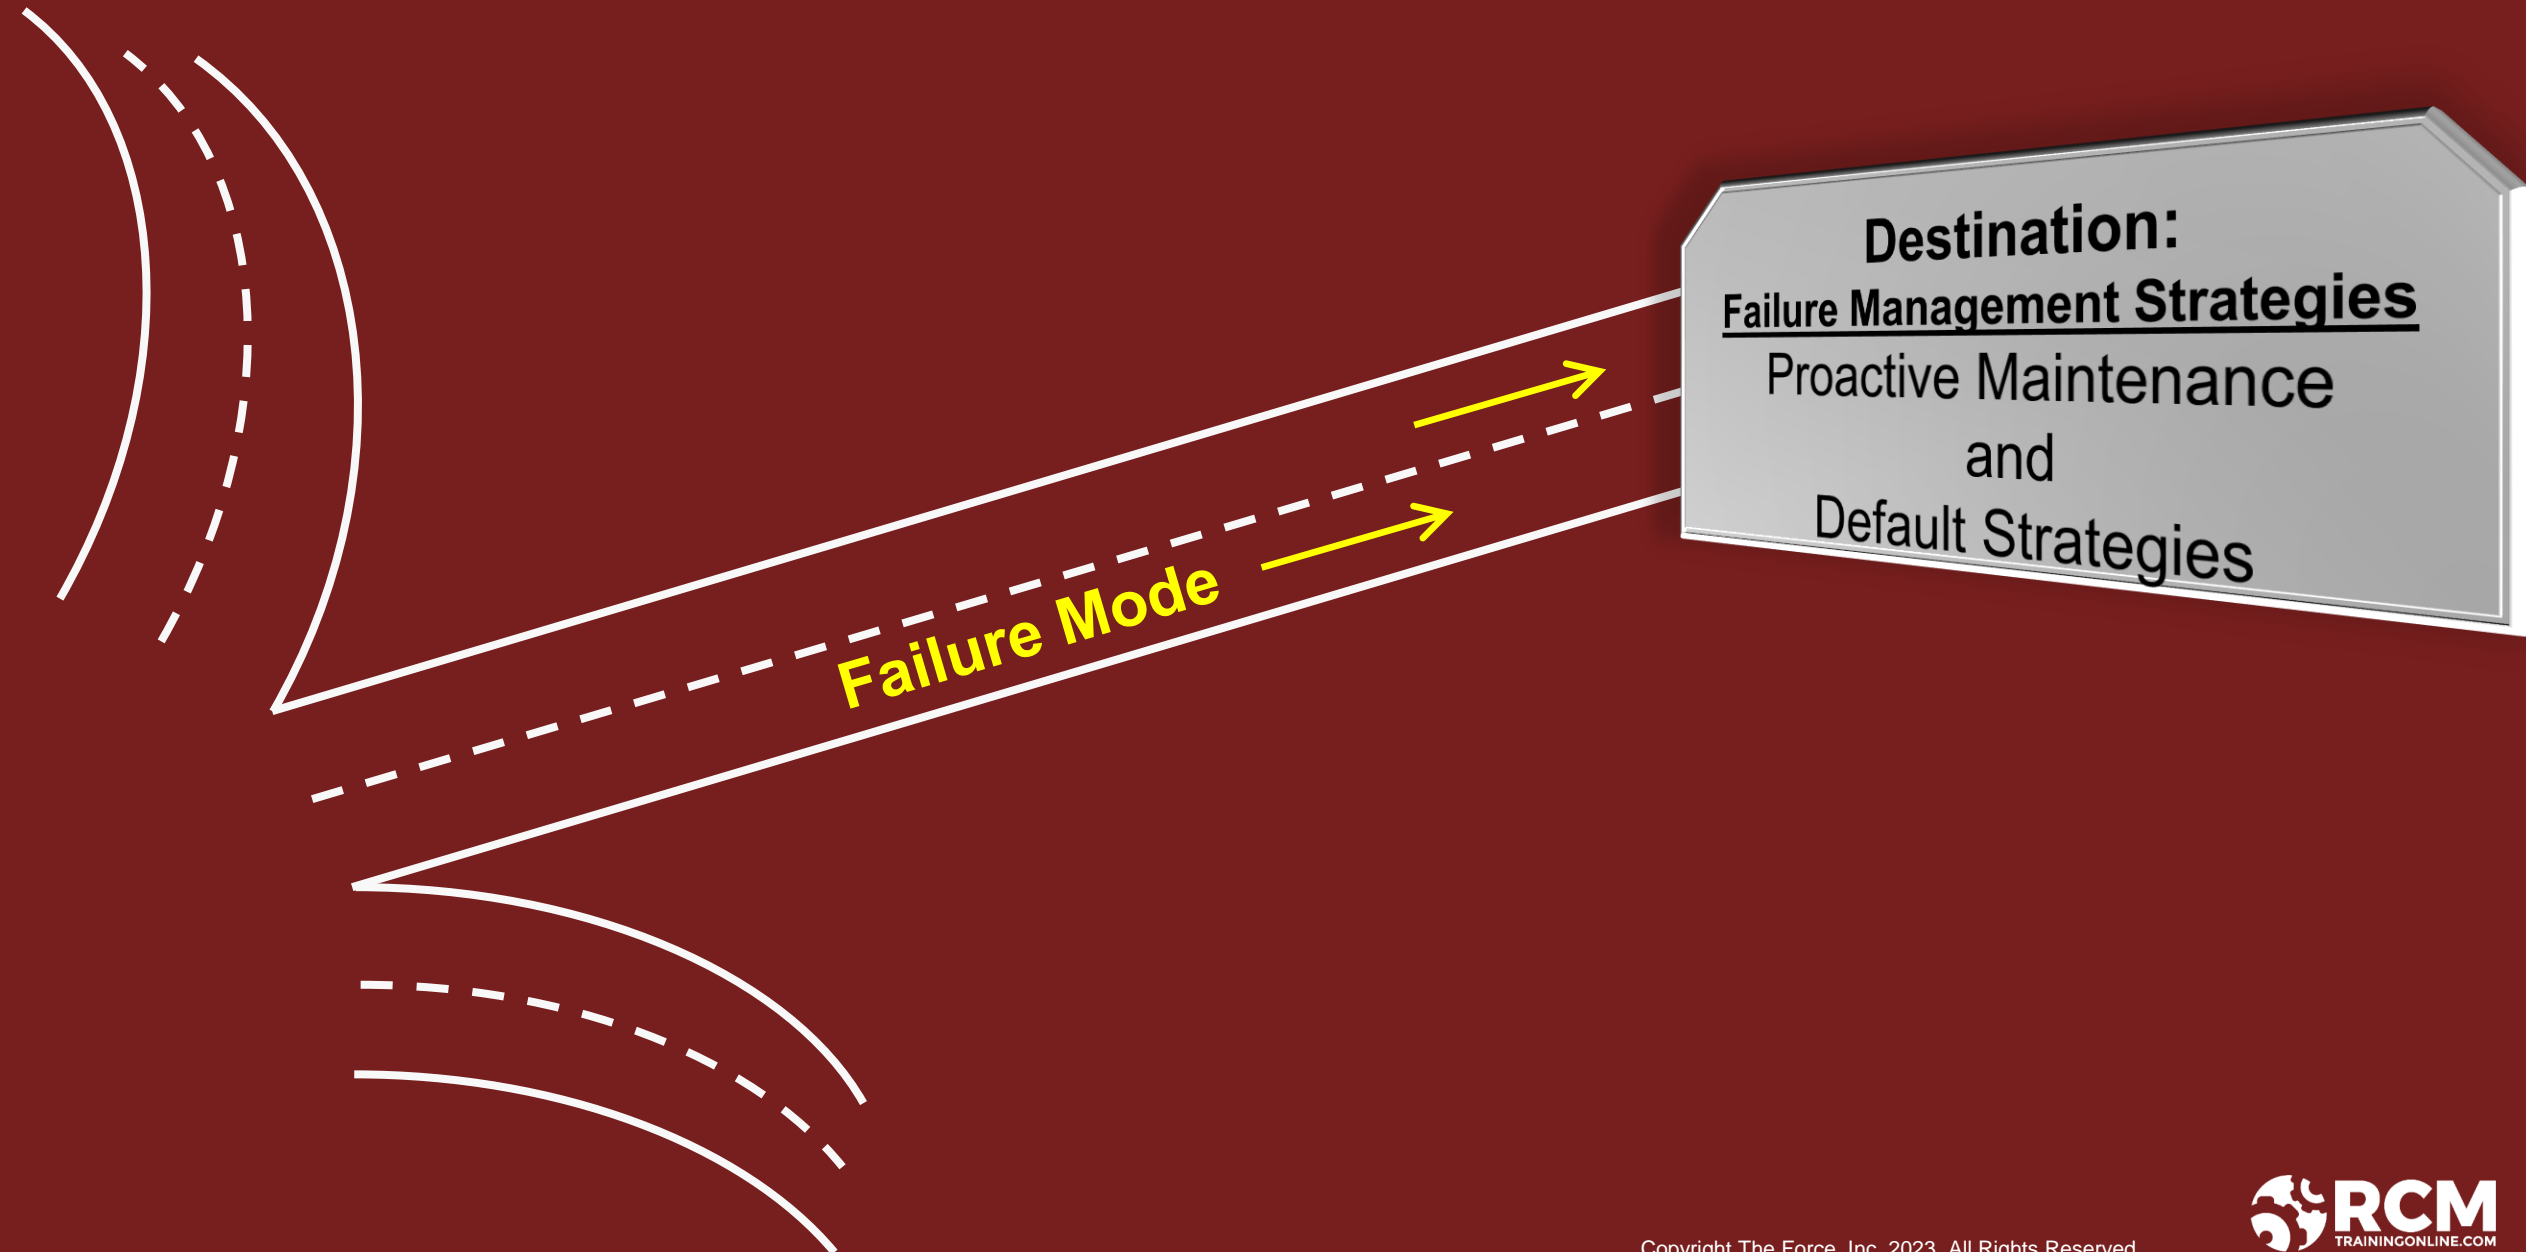 Destination:
Failure Management Strategies
Proactive Maintenance
and
Default Strategies
Failure Mode
Copyright The Force, Inc. 2023. All Rights Reserved.
RCM
TRAININGONLINE.COM